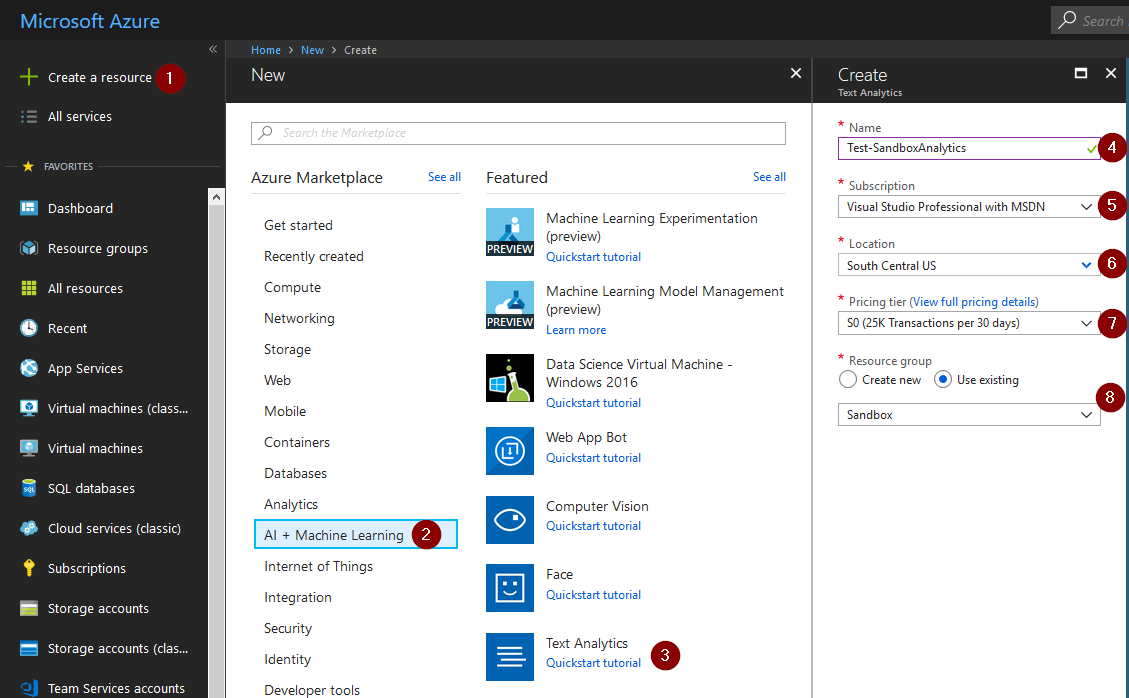 Microsoft Azure
Search
Create a resource 1
All services
FAVORITES
Dashboard
Resource groups
All resources
Recent
App Services
Virtual machines (class...
Virtual machines
SQL
SQL databases
Cloud services (classic)
Subscriptions
Storage accounts
Storage accounts (clas...
Team Services accounts
Home > New > Create
New
Search the Marketplace
Azure Marketplace See all
Get started
Recently created
Compute
Networking
Storage
Web
Mobile
Containers
Databases
Analytics
AI + Machine Learning 2
Internet of Things
Integration
Security
Identity
Developer tools
Featured See all
PREVIEW
Machine Learning Experimentation
(preview)
Quickstart tutorial
PREVIEW
Machine Learning Model Management
(preview)
Learn more
Data Science Virtual Machine -
Windows 2016
Quickstart tutorial
Web App Bot
Quickstart tutorial
Computer Vision
Quickstart tutorial
Face
Quickstart tutorial
Text Analytics
Quickstart tutorial 3
Create
Text Analytics
* Name
Test-SandboxAnalytics 4
* Subscription
Visual Studio Professional with MSDN 5
* Location
South Central US 6
* Pricing tier (View full pricing details)
S0 (25K Transactions per 30 days) 7
* Resource group
Create new Use existing
8
Sandbox